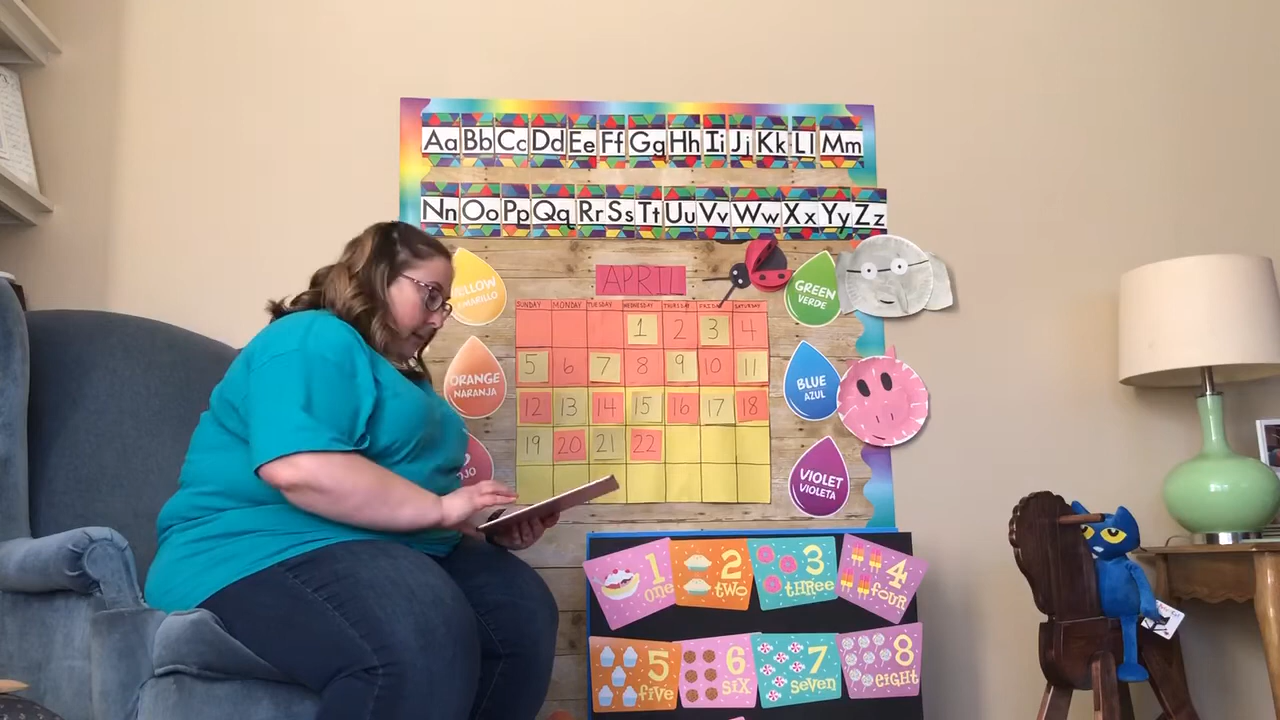 Aa Bb Cc Dd Ee Ff Gg Hh Ii Jj Kk Ll Mm
Nn Oo Pp Qq Rr Ss Tt Uu Vv Ww Xx Yy Zz
APRIL
YELLOW
AMARILLO
GREEN
VERDE
SUNDAY MONDAY TUESDAY WEDNESDAY THURSDAY FRIDAY SATURDAY
1 2 3 4
5 6 7 8 9 10 11
12 13 14 15 16 17 18
19 20 21 22
ORANGE
NARANJA
BLUE
AZUL
VIOLET
VIOLETA
1 one
2 two
3 three
4 four
5 five
6 six
7 seven
8 eight